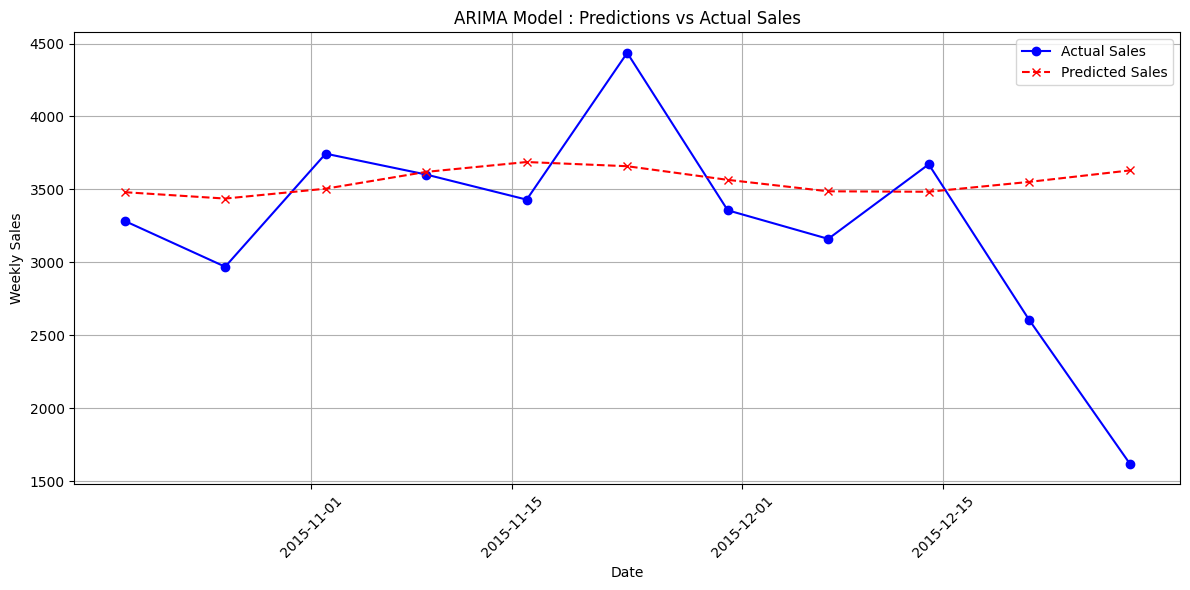 ARIMA Model : Predictions vs Actual Sales
Actual Sales
Predicted Sales
Weekly Sales
4500
4000
3500
3000
2500
2000
1500
2015-11-01
2015-11-15
2015-12-01
2015-12-15
Date